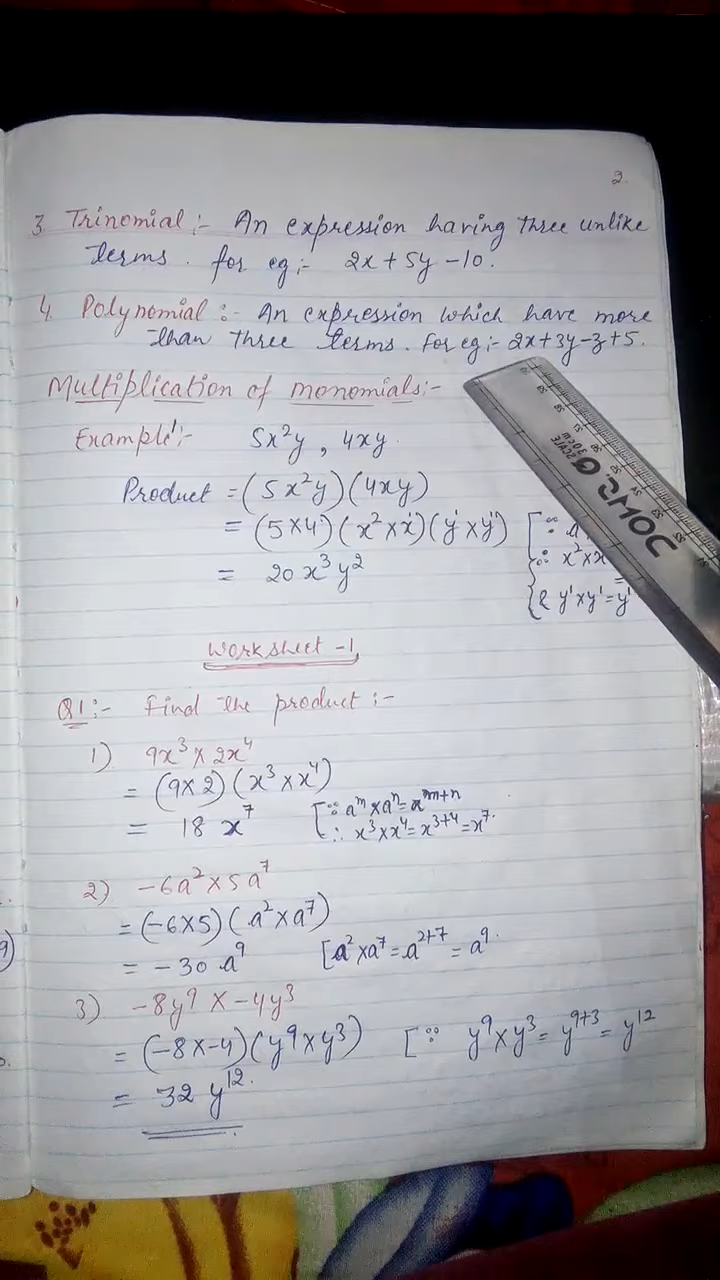 2.
3. Trinomial :- An expression having three unlike
terms. for eg :- 2x + 5y - 10.
4. Polynomial :- An expression which have more
than three terms. For eg :- 2x+3y-z+5.
Multiplication of monomials :-
Example :- 5x²y , 4xy.
Product = (5x²y)(4xy)
= (5×4)(x²×x¹)(y¹×y¹) [∵ a
= 20x³y² ∴ x²×x
{& y¹×y¹=y
Worksheet -1
Q1 :- Find the product :-
1) 9x³ × 2x⁴
= (9×2)(x³×x⁴)
= 18 x⁷ [∵ aᵐ×aⁿ=aᵐ⁺ⁿ
∴ x³×x⁴=x³⁺⁴=x⁷.
2) -6a² × 5a⁷
= (-6×5)(a²×a⁷)
= -30 a⁹ [a²×a⁷=a²⁺⁷=a⁹.
3) -8y⁹ × -4y³
= (-8×-4)(y⁹×y³) [∵ y⁹×y³=y⁹⁺³=y¹²
= 32 y¹².
SCALE
30cm